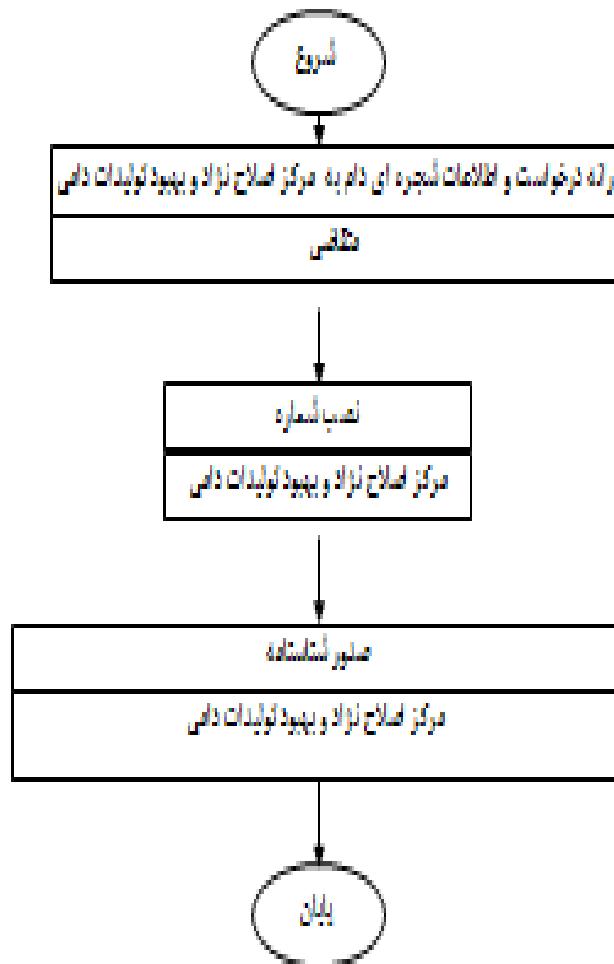 شروع
رائه درخواست و اطلاعات شجره ای دام به مرکز اصلاح نژاد و بهبود تولیدات دامی
متقاضی
نصب شماره
مرکز اصلاح نژاد و بهبود تولیدات دامی
صدور شناسنامه
مرکز اصلاح نژاد و بهبود تولیدات دامی
پایان